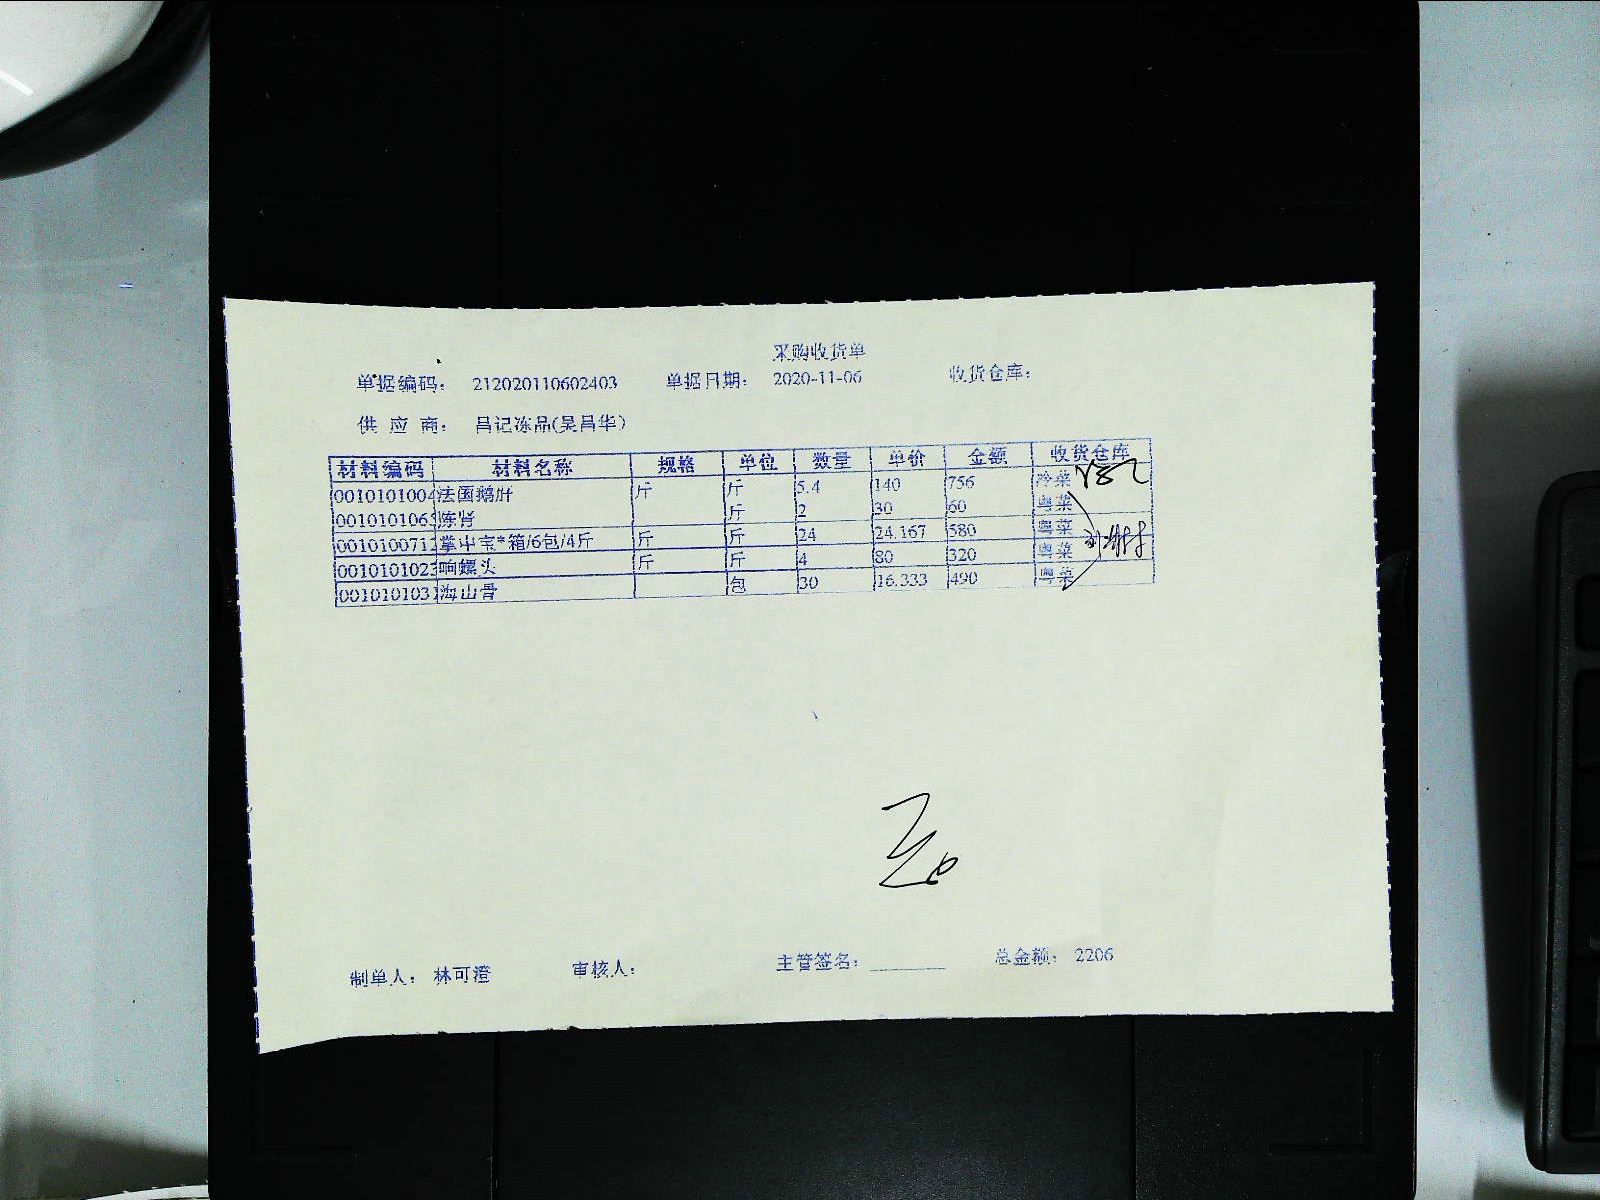 采购收货单
单据编码： 212020110602403 单据日期： 2020-11-06 收货仓库：
供 应 商： 吕记冻品(吴昌华)
材料编码 材料名称 规格 单位 数量 单价 金额 收货仓库
0010101004 法国鹅肝 斤 斤 5.4 140 756 冷菜
001010106 炼肾 斤 2 30 60 粤菜
001010071 掌中宝*箱/6包/4斤 斤 斤 24 24.167 580 粤菜
001010102 响螺头 斤 斤 4 80 320 粤菜
001010103 海山骨 包 30 16.333 490 粤菜
制单人： 林可澄 审核人： 主管签名： 总金额： 2206